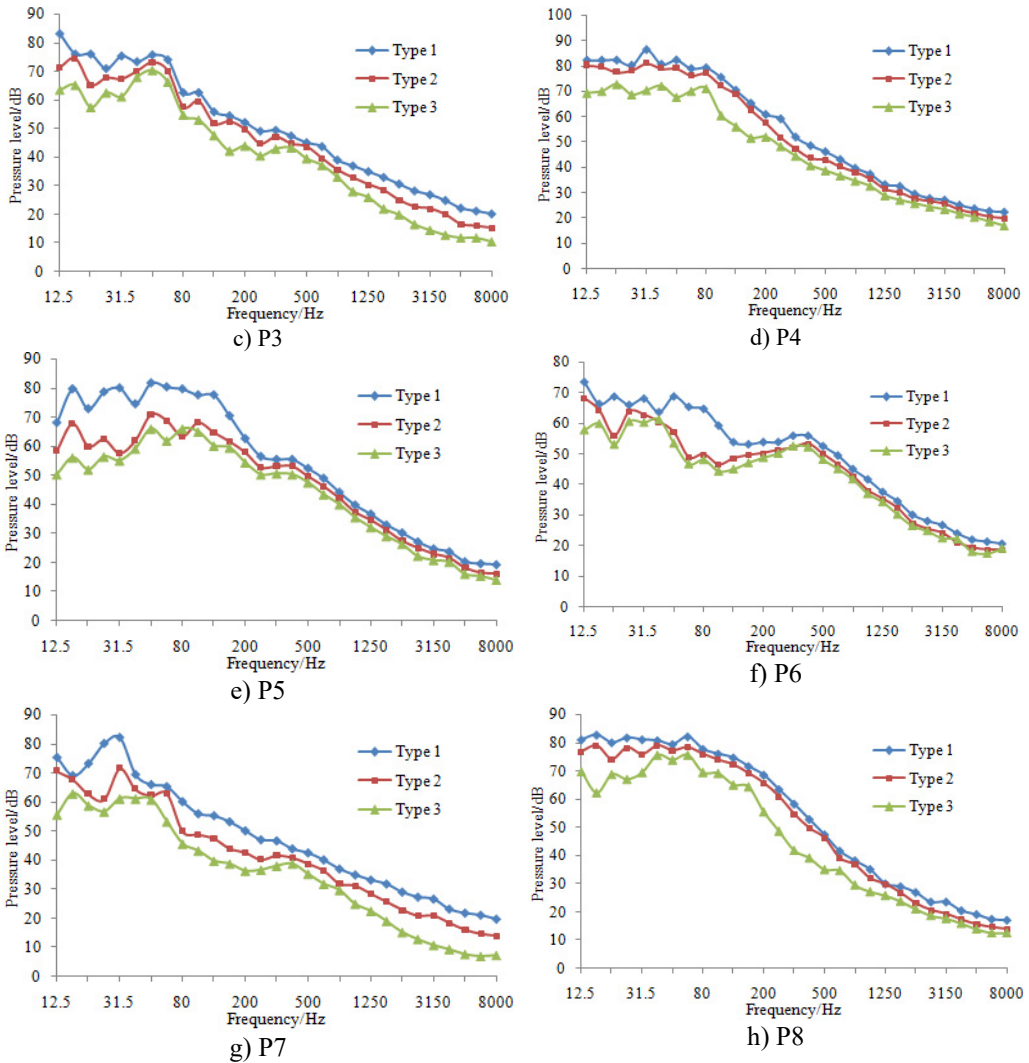 90
80
70
60
50
40
30
20
10
0
Pressure level/dB
Type 1
Type 2
Type 3
12.5 31.5 80 200 500 1250 3150 8000
Frequency/Hz
c) P3
100
90
80
70
60
50
40
30
20
10
0
Pressure level/dB
Type 1
Type 2
Type 3
12.5 31.5 80 200 500 1250 3150 8000
Frequency/Hz
d) P4
90
80
70
60
50
40
30
20
10
0
Pressure level/dB
Type 1
Type 2
Type 3
12.5 31.5 80 200 500 1250 3150 8000
Frequency/Hz
e) P5
80
70
60
50
40
30
20
10
0
Pressure level/dB
Type 1
Type 2
Type 3
12.5 31.5 80 200 500 1250 3150 8000
Frequency/Hz
f) P6
90
80
70
60
50
40
30
20
10
0
Pressure level/dB
Type 1
Type 2
Type 3
12.5 31.5 80 200 500 1250 3150 8000
Frequency/Hz
g) P7
90
80
70
60
50
40
30
20
10
0
Pressure level/dB
Type 1
Type 2
Type 3
12.5 31.5 80 200 500 1250 3150 8000
Frequency/Hz
h) P8